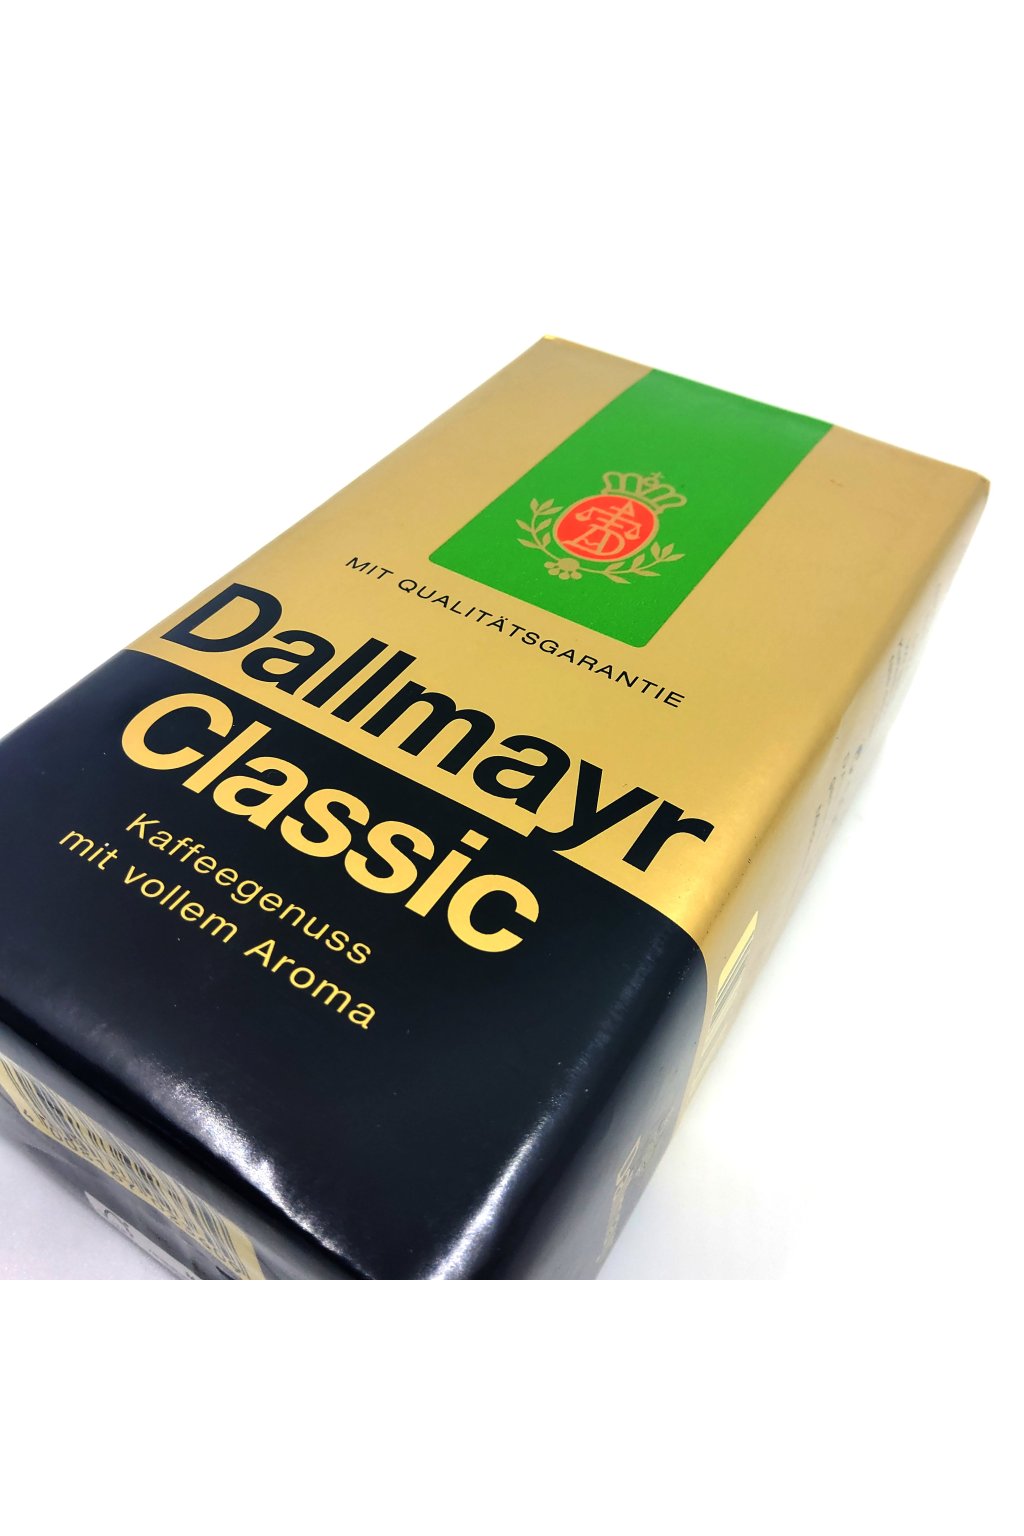 MIT QUALITÄTSGARANTIE
Dallmayr
Classic
Kaffeegenuss
mit vollem Aroma